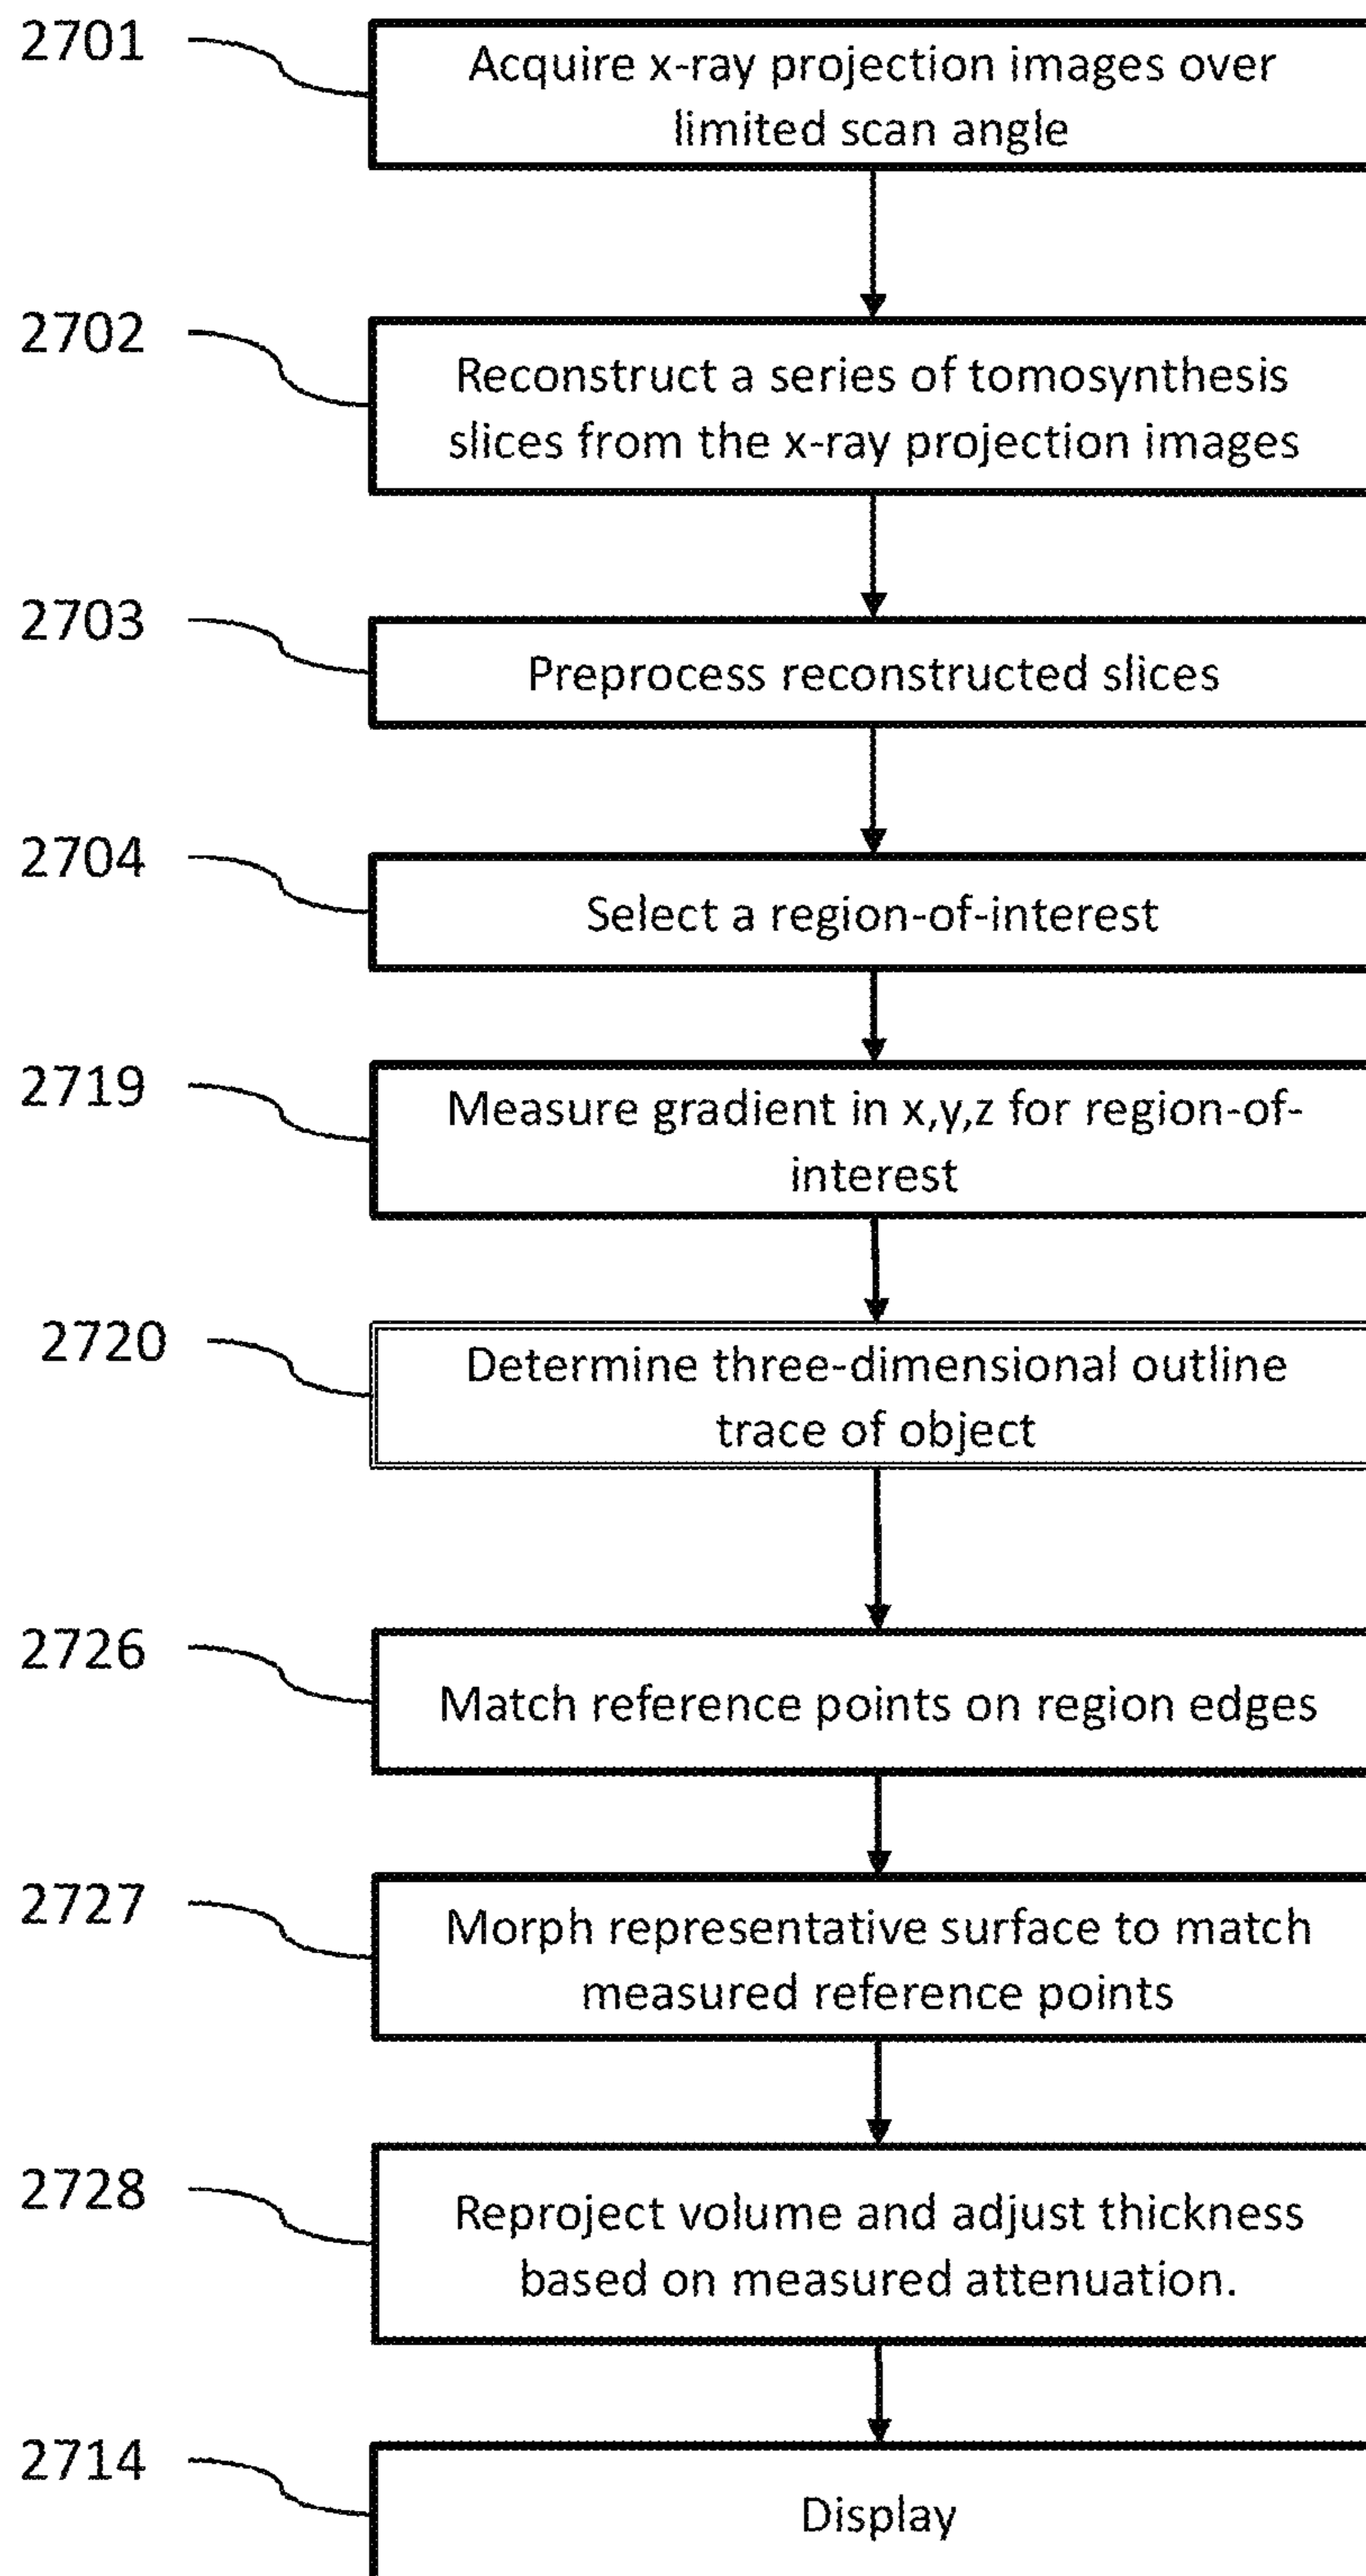 2701
Acquire x-ray projection images over
limited scan angle
2702
Reconstruct a series of tomosynthesis
slices from the x-ray projection images
2703
Preprocess reconstructed slices
2704
Select a region-of-interest
2719
Measure gradient in x,y,z for region-of-
interest
2720
Determine three-dimensional outline
trace of object
2726
Match reference points on region edges
2727
Morph representative surface to match
measured reference points
2728
Reproject volume and adjust thickness
based on measured attenuation.
2714
Display